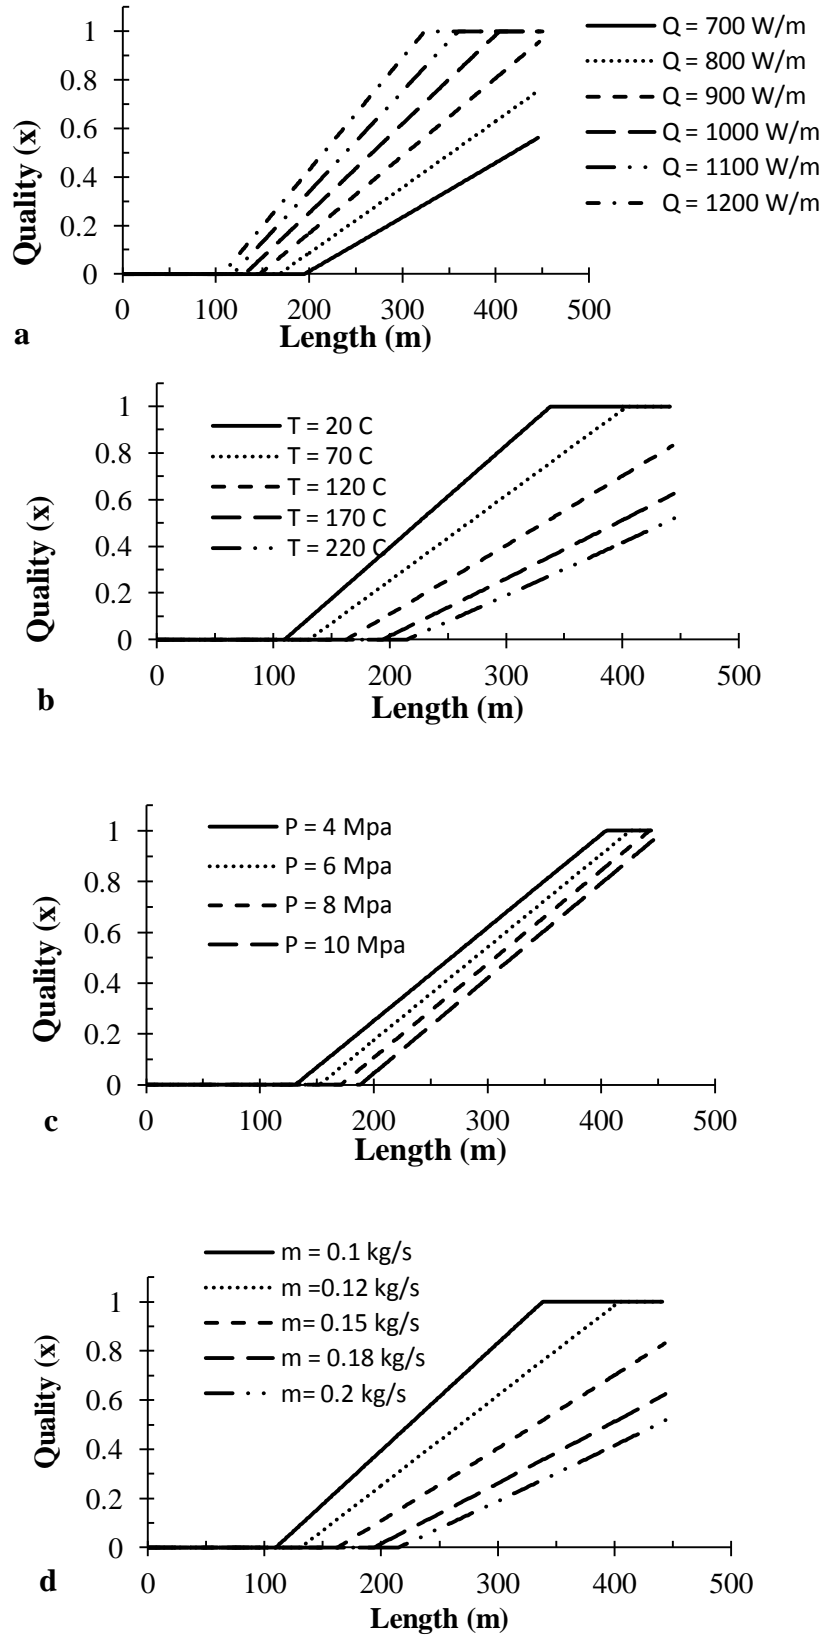 1
0.8
0.6
0.4
0.2
0
Quality (x)
0 100 200 300 400 500
Length (m)
Q = 700 W/m
Q = 800 W/m
Q = 900 W/m
Q = 1000 W/m
Q = 1100 W/m
Q = 1200 W/m
a
1
0.8
0.6
0.4
0.2
0
Quality (x)
T = 20 C
T = 70 C
T = 120 C
T = 170 C
T = 220 C
0 100 200 300 400 500
Length (m)
b
P = 4 Mpa
P = 6 Mpa
P = 8 Mpa
P = 10 Mpa
1
0.8
0.6
0.4
0.2
0
Quality (x)
0 100 200 300 400 500
Length (m)
c
m = 0.1 kg/s
m =0.12 kg/s
m= 0.15 kg/s
m = 0.18 kg/s
m= 0.2 kg/s
1
0.8
0.6
0.4
0.2
0
Quality (x)
0 100 200 300 400 500
Length (m)
d